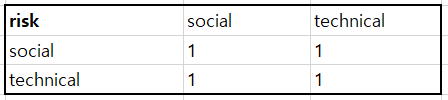 risk social technical
social 1 1
technical 1 1